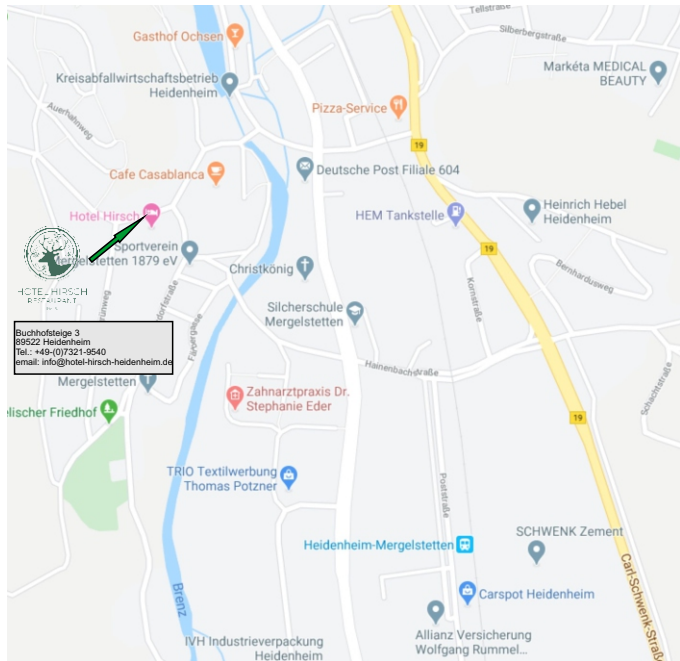 Tellstraße
Silberbergstraße
Gasthof Ochsen
Markéta MEDICAL
BEAUTY
Kreisabfallwirtschaftsbetrieb
Heidenheim
Auerhahnweg
Pizza-Service
19
Cafe Casablanca
Deutsche Post Filiale 604
Hotel Hirsch
HEM Tankstelle
Heinrich Hebel
Heidenheim
19
Sportverein
Mergelstetten 1879 eV
Christkönig
Bernhardusweg
HOTEL HIRSCH
RESTAURANT
Kornstraße
Silcherschule
Mergelstetten
Färbergasse
Buchhofsteige 3
89522 Heidenheim
Tel.: +49-(0)7321-9540
email: info@hotel-hirsch-heidenheim.de
Hainenbachstraße
Mergelstetten
Schachtstraße
Zahnarztpraxis Dr.
Stephanie Eder
elischer Friedhof
19
TRIO Textilwerbung
Thomas Potzner
Poststraße
Heidenheim-Mergelstetten
SCHWENK Zement
Carl-Schwenk-Straße
Brenz
Carspot Heidenheim
IVH Industrieverpackung
Heidenheim
Allianz Versicherung
Wolfgang Rummel...